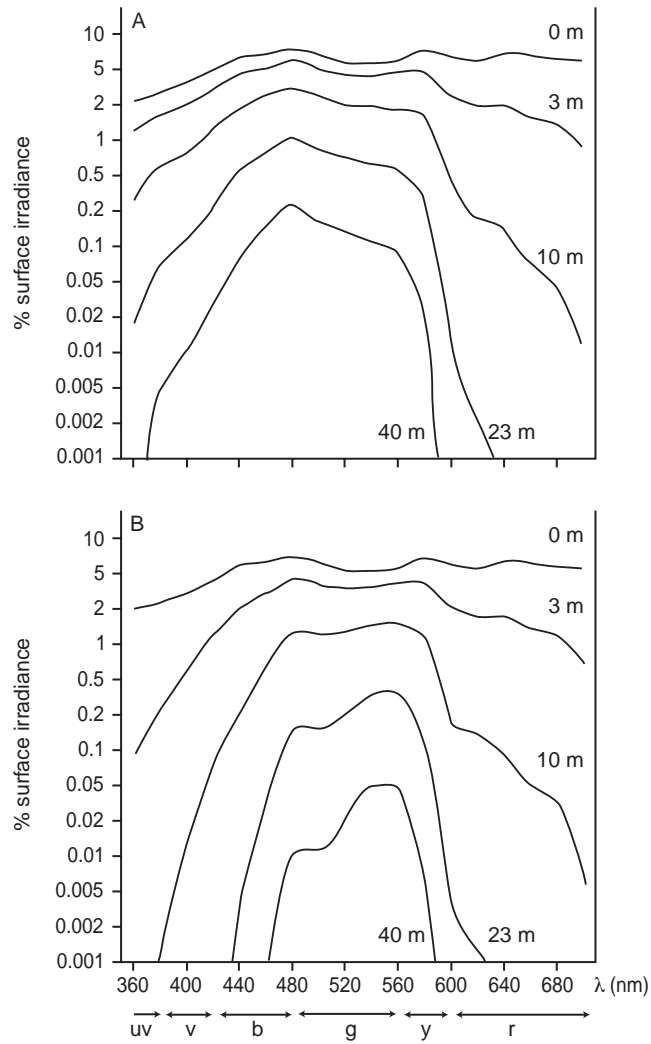 A
10
5
2
1
0.5
0.2
0.1
0.05
0.02
0.01
0.005
0.002
0.001
% surface irradiance
0 m
3 m
10 m
40 m
23 m
B
10
5
2
1
0.5
0.2
0.1
0.05
0.02
0.01
0.005
0.002
0.001
% surface irradiance
0 m
3 m
10 m
40 m
23 m
360 400 440 480 520 560 600 640 680 λ (nm)
uv v b g y r